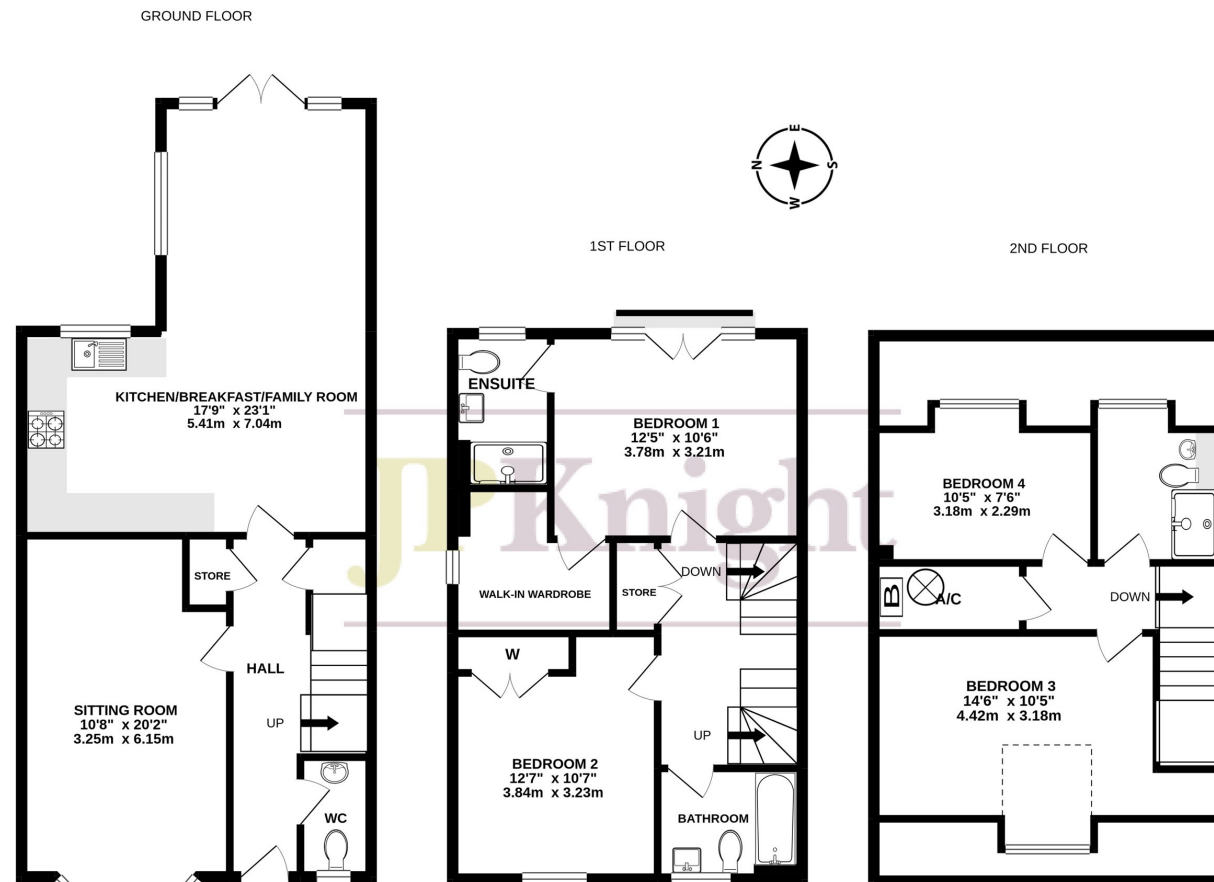 GROUND FLOOR
KITCHEN/BREAKFAST/FAMILY ROOM
17'9" x 23'1"
5.41m x 7.04m
STORE
HALL
SITTING ROOM
10'8" x 20'2"
3.25m x 6.15m
UP
WC
E
N
S
W
1ST FLOOR
ENSUITE
BEDROOM 1
12'5" x 10'6"
3.78m x 3.21m
JPKnight
DOWN
WALK-IN WARDROBE
STORE
W
UP
BEDROOM 2
12'7" x 10'7"
3.84m x 3.23m
BATHROOM
2ND FLOOR
BEDROOM 4
10'5" x 7'6"
3.18m x 2.29m
B
A/C
DOWN
BEDROOM 3
14'6" x 10'5"
4.42m x 3.18m